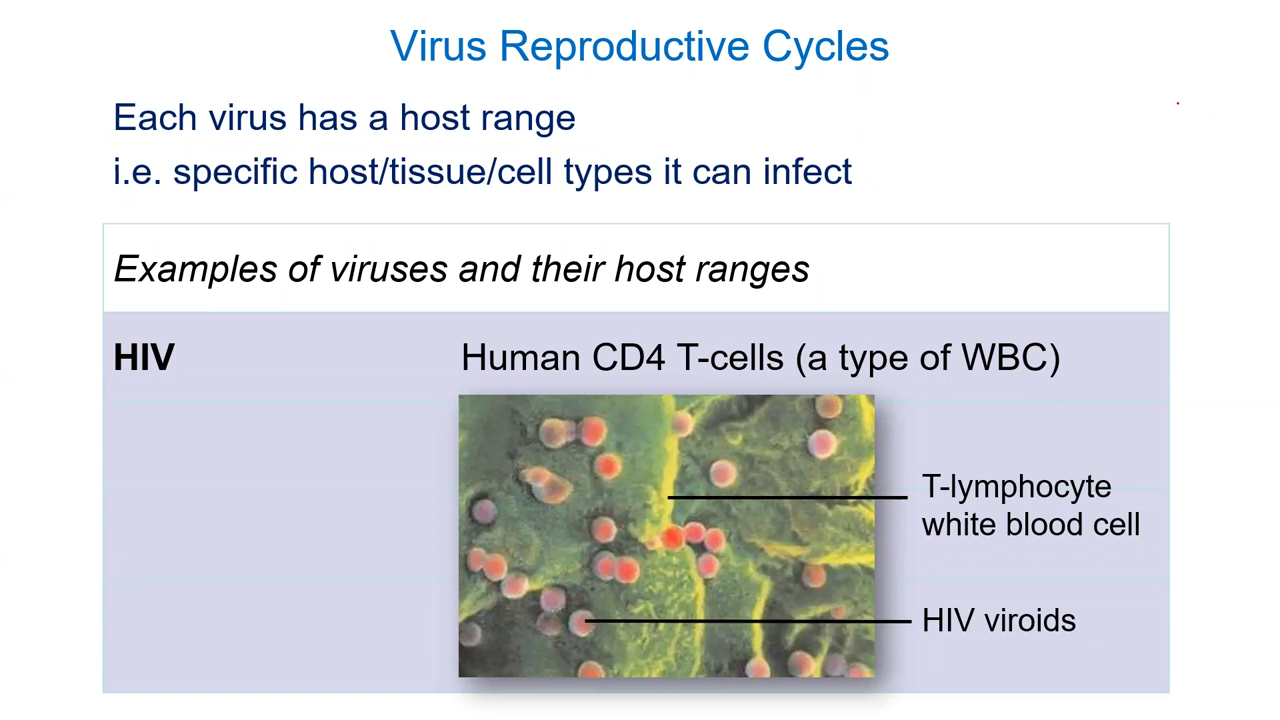 Virus Reproductive Cycles
Each virus has a host range
i.e. specific host/tissue/cell types it can infect
Examples of viruses and their host ranges
HIV
Human CD4 T-cells (a type of WBC)
T-lymphocyte
white blood cell
HIV viroids